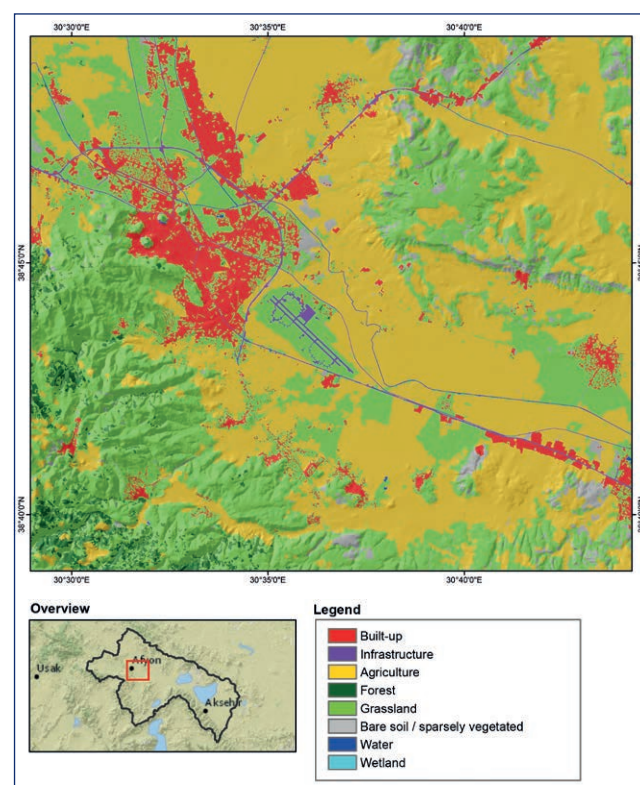 30°30'0"E 30°35'0"E 30°40'0"E
38°45'0"N
38°40'0"N
30°30'0"E 30°35'0"E 30°40'0"E
Overview
Usak
Afyon
Aksehir
Legend
Built-up
Infrastructure
Agriculture
Forest
Grassland
Bare soil / sparsely vegetated
Water
Wetland